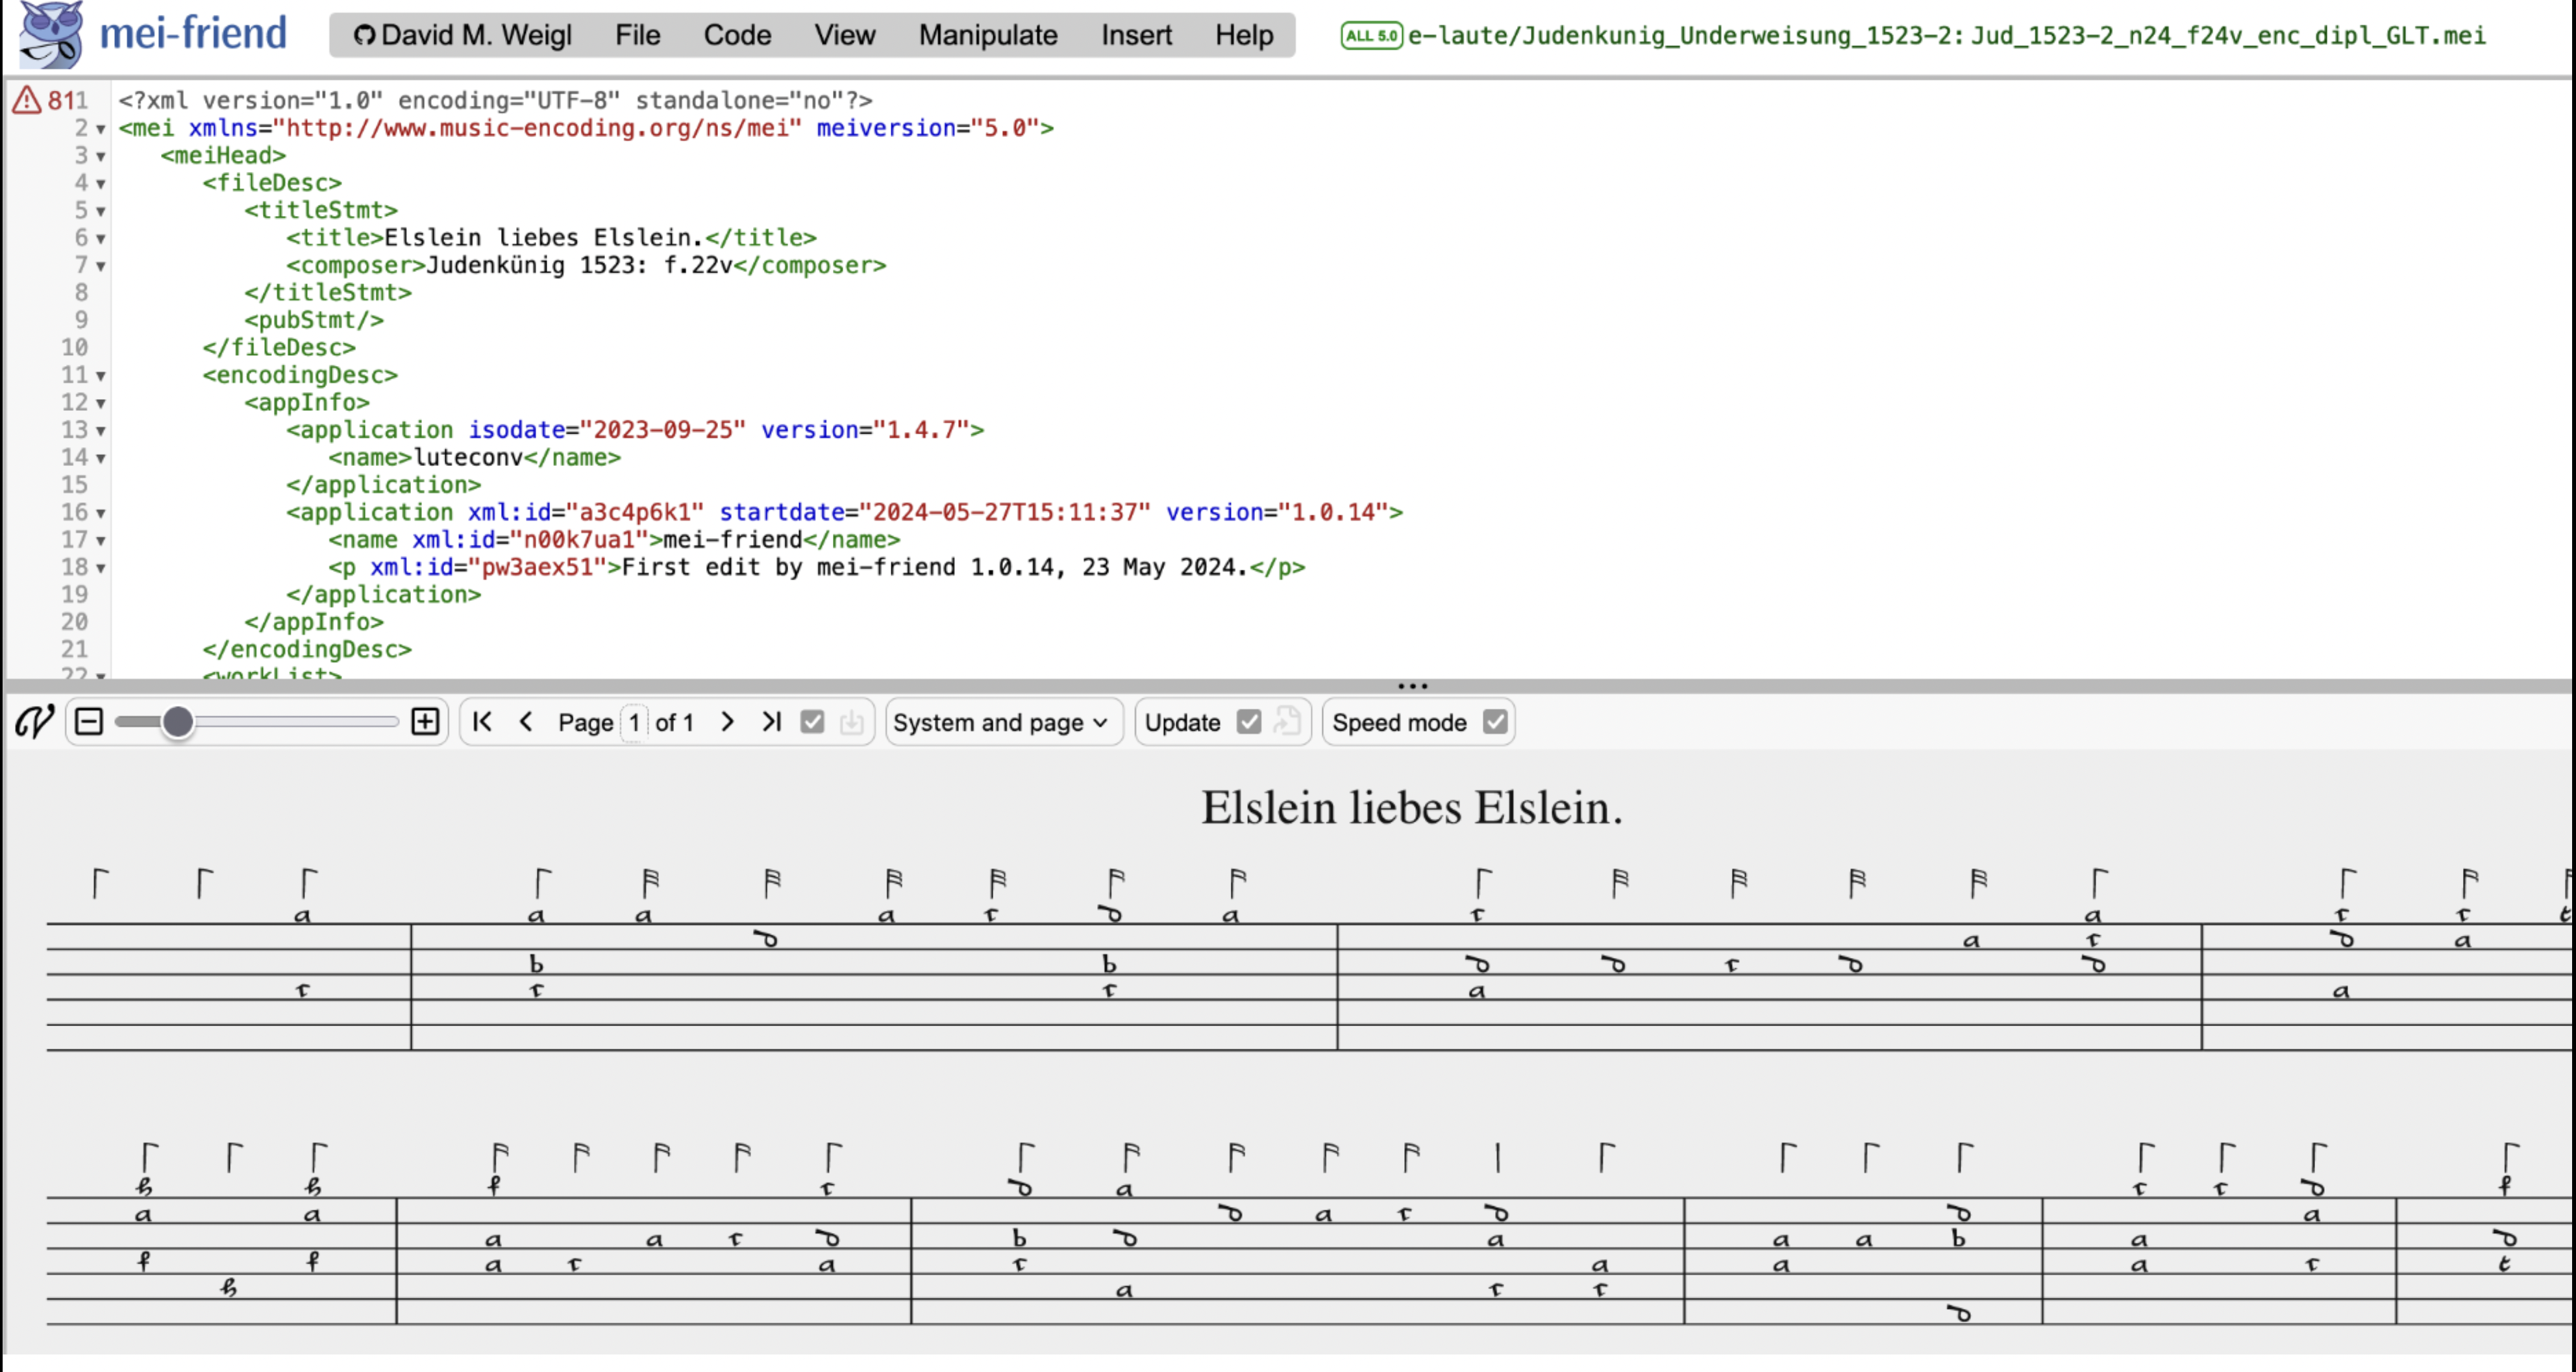 mei-friend David M. Weigl File Code View Manipulate Insert Help ALL 5.0 e-laute/Judenkunig_Underweisung_1523-2: Jud_1523-2_n24_f24v_enc_dipl_GLT.mei
81 1 <?xml version="1.0" encoding="UTF-8" standalone="no"?>
2 <mei xmlns="http://www.music-encoding.org/ns/mei" meiversion="5.0">
3 <meiHead>
4 <fileDesc>
5 <titleStmt>
6 <title>Elslein liebes Elslein.</title>
7 <composer>Judenkünig 1523: f.22v</composer>
8 </titleStmt>
9 <pubStmt/>
10 </fileDesc>
11 <encodingDesc>
12 <appInfo>
13 <application isodate="2023-09-25" version="1.4.7">
14 <name>luteconv</name>
15 </application>
16 <application xml:id="a3c4p6k1" startdate="2024-05-27T15:11:37" version="1.0.14">
17 <name xml:id="n00k7ua1">mei-friend</name>
18 <p xml:id="pw3aex51">First edit by mei-friend 1.0.14, 23 May 2024.</p>
19 </application>
20 </appInfo>
21 </encodingDesc>
22 <workList>
Page 1 of 1 System and page Update Speed mode
Elslein liebes Elslein.